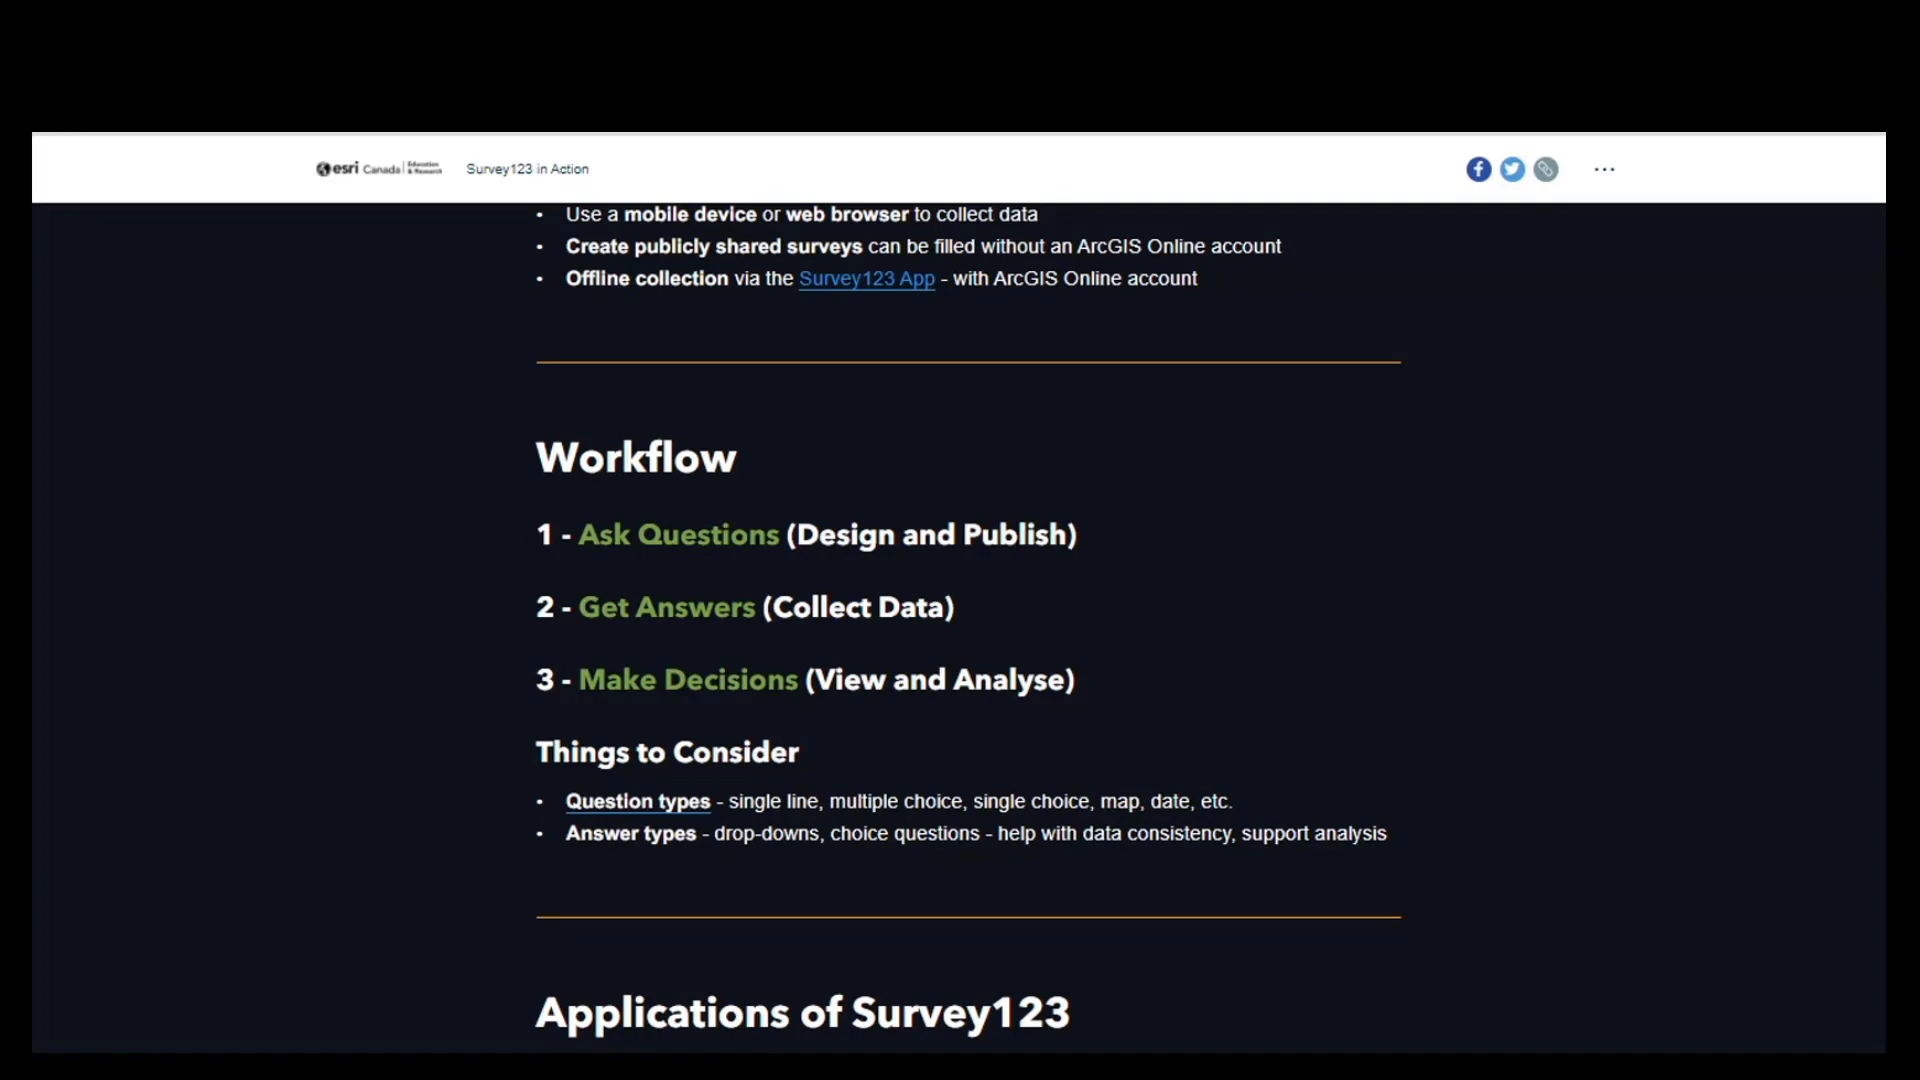 esri Canada Education & Research Survey123 in Action
• Use a mobile device or web browser to collect data
• Create publicly shared surveys can be filled without an ArcGIS Online account
• Offline collection via the Survey123 App - with ArcGIS Online account
Workflow
1 - Ask Questions (Design and Publish)
2 - Get Answers (Collect Data)
3 - Make Decisions (View and Analyse)
Things to Consider
• Question types - single line, multiple choice, single choice, map, date, etc.
• Answer types - drop-downs, choice questions - help with data consistency, support analysis
Applications of Survey123